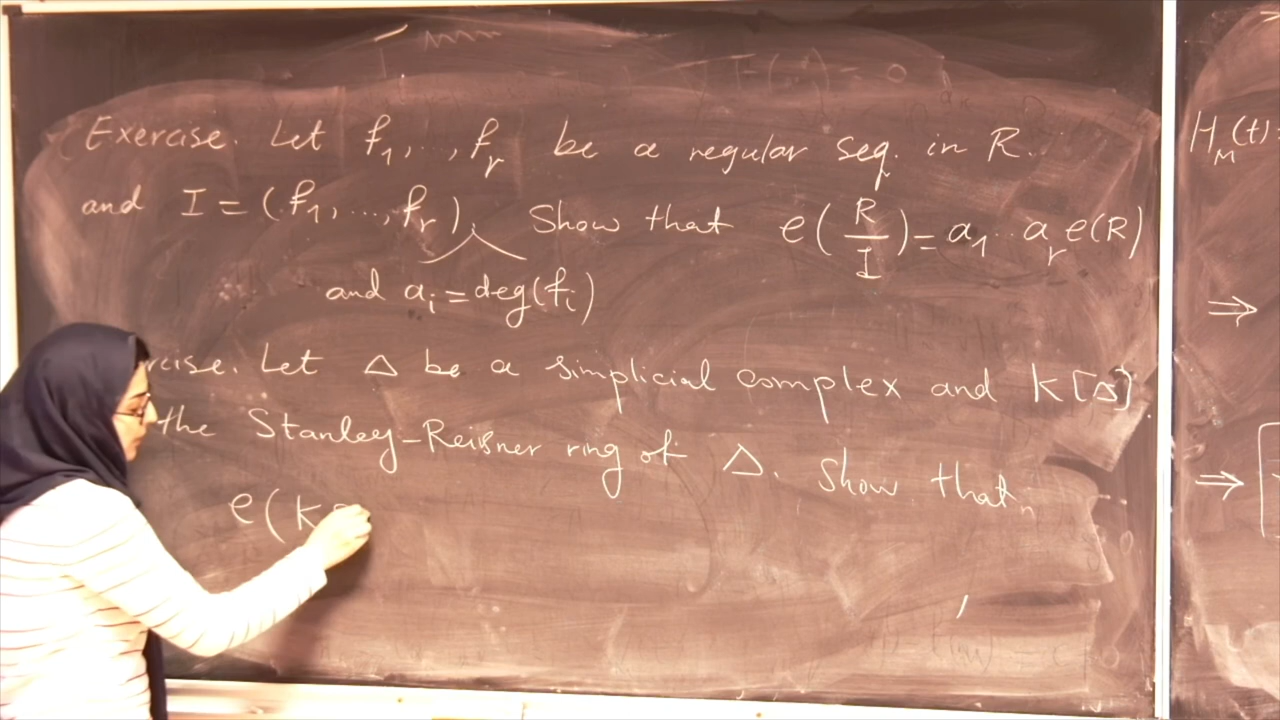 Exercise. Let f₁,..,fᵣ be a regular seq. in R.
and I = (f₁,...,fᵣ). Show that e(R/I) = a₁..aᵣ e(R)
and aᵢ = deg(fᵢ)
rcise. Let Δ be a simplicial complex and K[Δ]
the Stanley-Reisner ring of Δ. Show that
e(K
H_M(t)
⇒
⇒